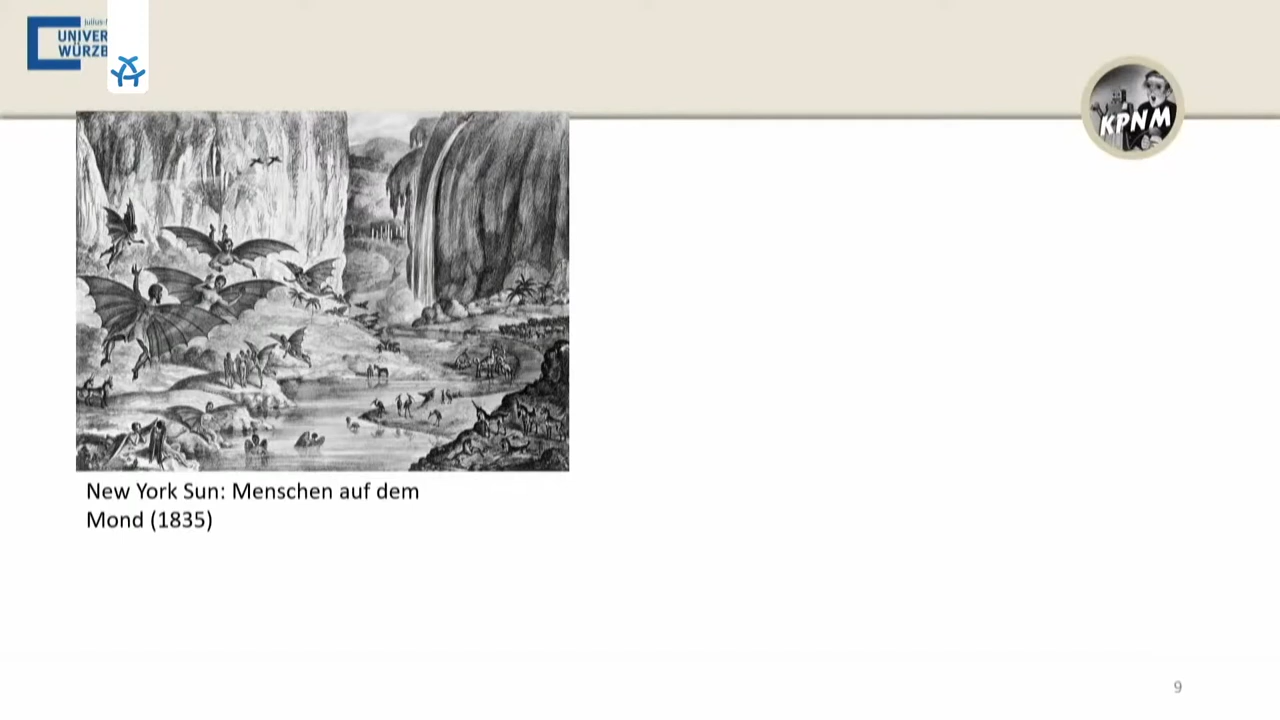 UNIVER
WÜRZB
KPNM
New York Sun: Menschen auf dem
Mond (1835)
9